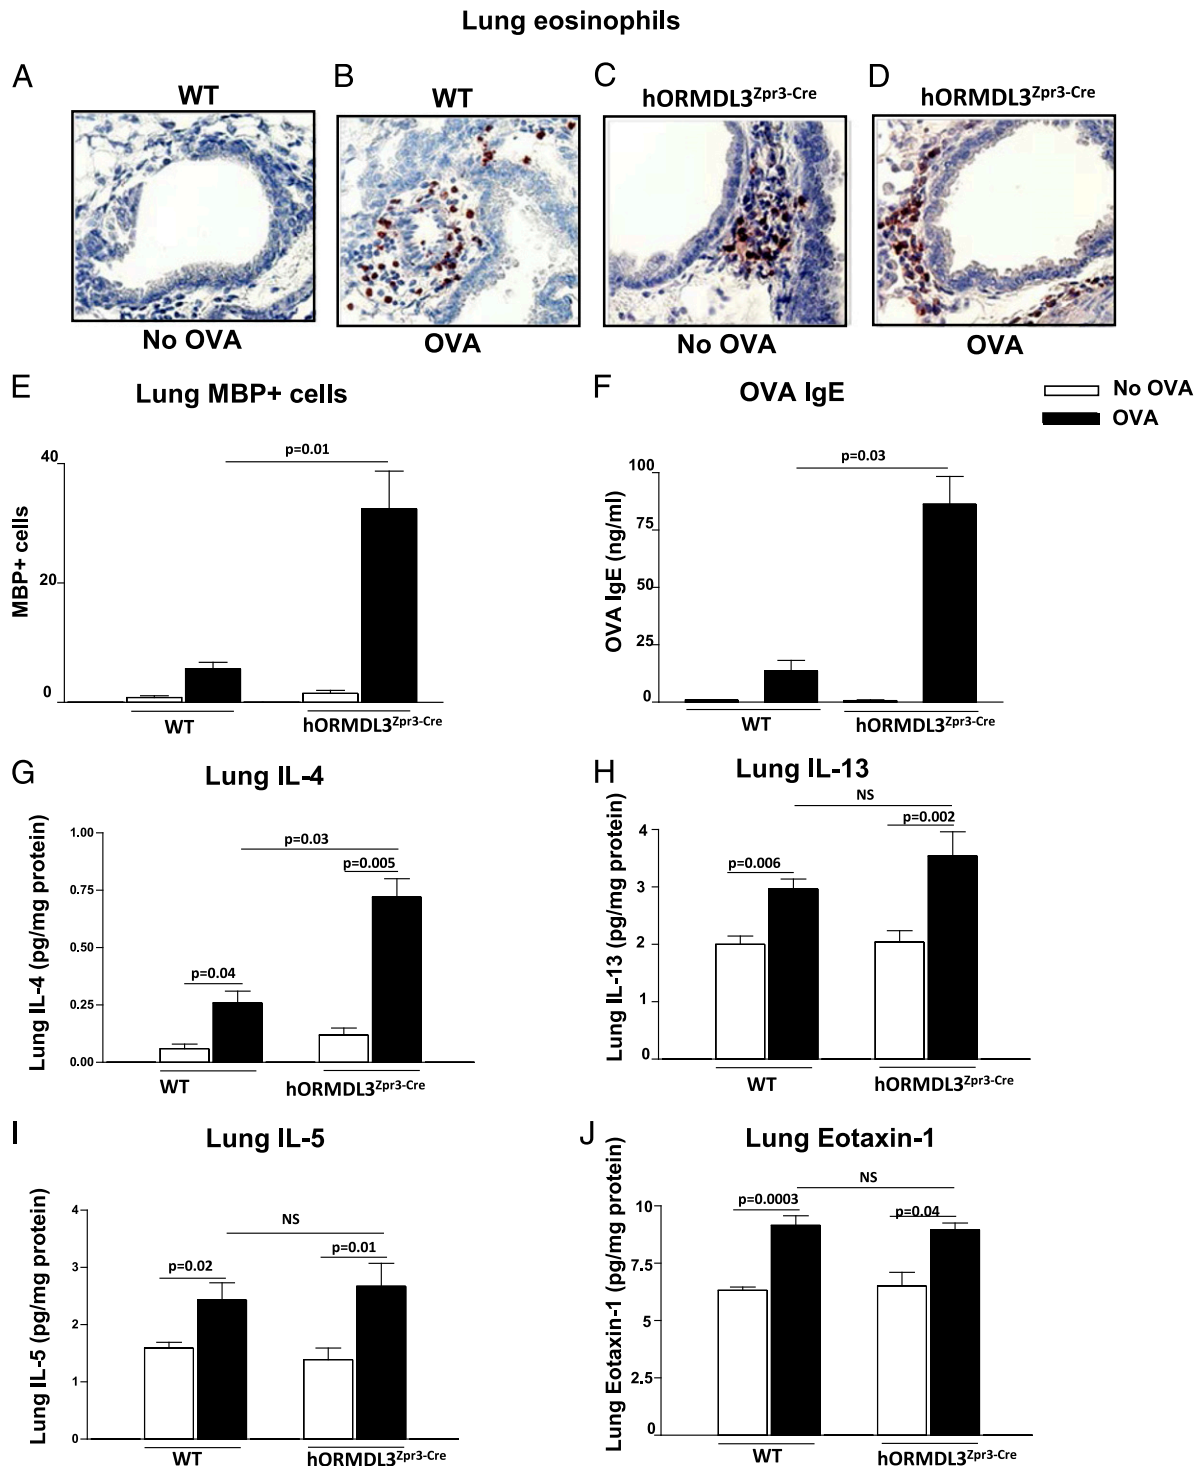 Lung eosinophils
A B C D
WT WT hORMDL3Zpr3-Cre hORMDL3Zpr3-Cre
No OVA OVA No OVA OVA
E Lung MBP+ cells
MBP+ cells
40
20
0
p=0.01
WT hORMDL3Zpr3-Cre
F OVA IgE
No OVA
OVA
OVA IgE (ng/ml)
100
75
50
25
0
p=0.03
WT hORMDL3Zpr3-Cre
G Lung IL-4
Lung IL-4 (pg/mg protein)
1.00
0.75
0.50
0.25
0.00
p=0.03
p=0.005
p=0.04
WT hORMDL3Zpr3-Cre
H Lung IL-13
Lung IL-13 (pg/mg protein)
4
3
2
1
0
NS
p=0.002
p=0.006
WT hORMDL3Zpr3-Cre
I Lung IL-5
Lung IL-5 (pg/mg protein)
4
3
2
1
0
NS
p=0.01
p=0.02
WT hORMDL3Zpr3-Cre
J Lung Eotaxin-1
Lung Eotaxin-1 (pg/mg protein)
10
7.5
5
2.5
0
NS
p=0.0003
p=0.04
WT hORMDL3Zpr3-Cre